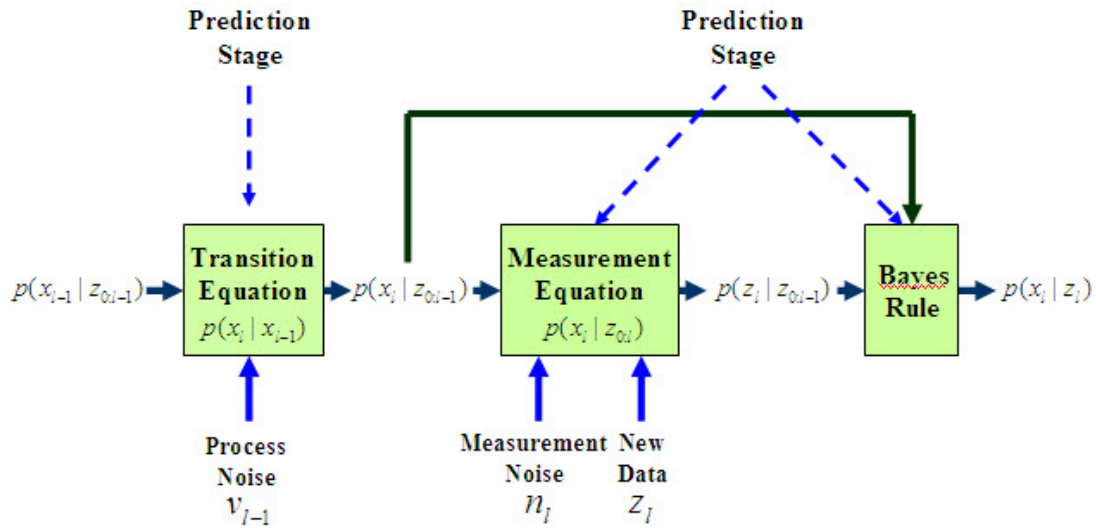 Prediction
Stage
Prediction
Stage
Transition
Equation
p(x_l | x_{l-1})
Measurement
Equation
p(x_l | z_{0:l})
Bayes
Rule
p(x_{l-1} | z_{0:l-1})
p(x_l | z_{0:l-1})
p(z_l | z_{0:l-1})
p(x_l | z_l)
Process
Noise
v_{l-1}
Measurement
Noise
n_l
New
Data
z_l